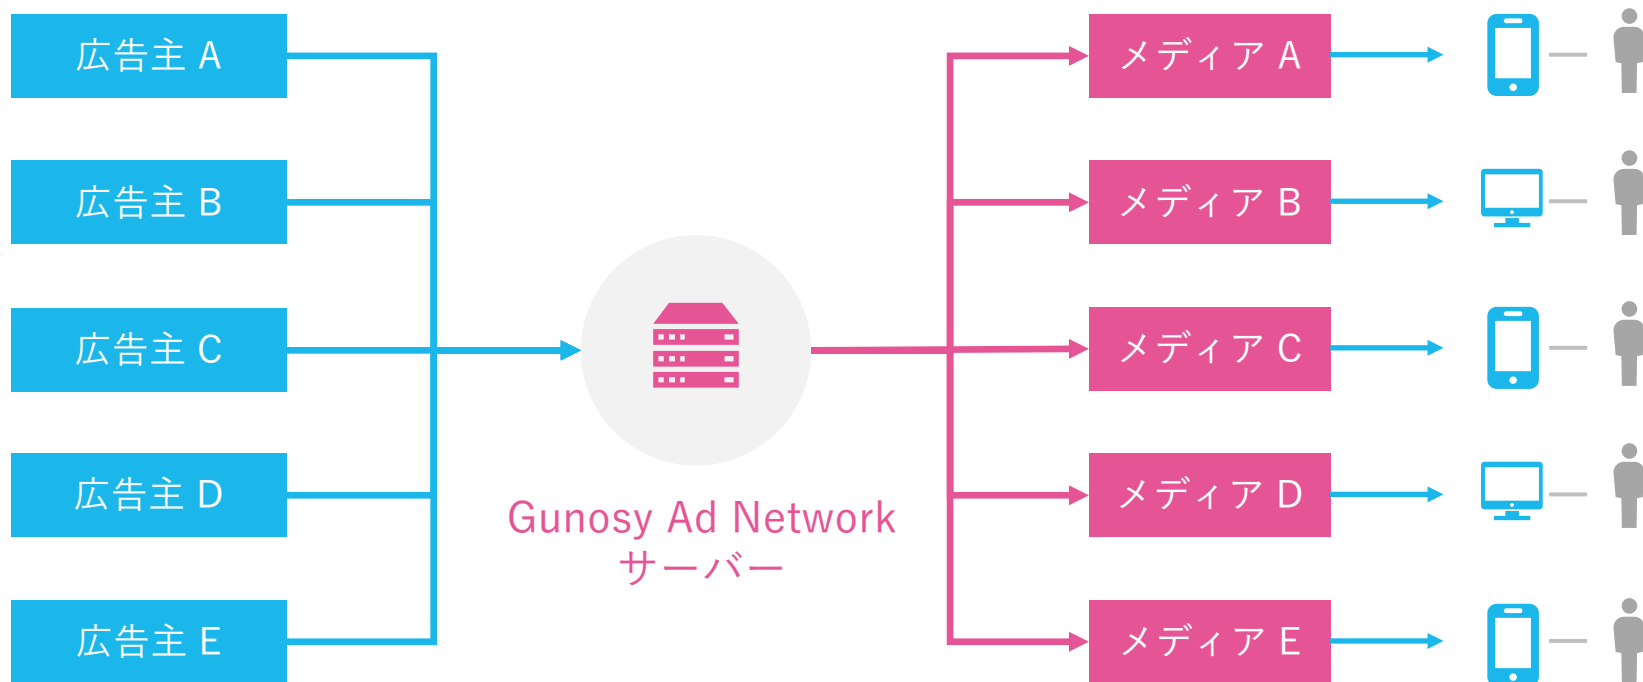 広告主 A
広告主 B
広告主 C
広告主 D
広告主 E
Gunosy Ad Network
サーバー
メディア A
メディア B
メディア C
メディア D
メディア E